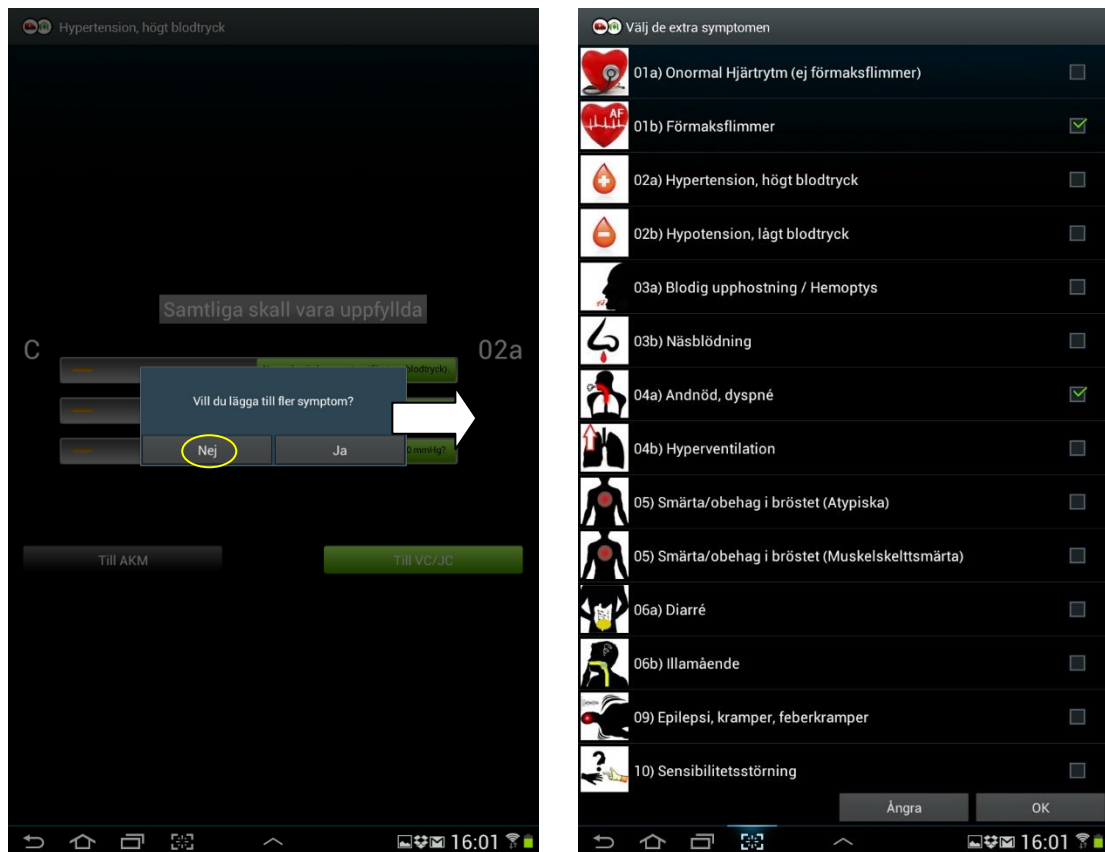 Hypertension, högt blodtryck
Samtliga skall vara uppfyllda
C
02a
blodtryck).
Vill du lägga till fler symptom?
Nej
Ja
0 mmHg?
Till AKM
Till VC/JC
16:01
Välj de extra symptomen
01a) Onormal Hjärtrytm (ej förmaksflimmer)
AF
01b) Förmaksflimmer
02a) Hypertension, högt blodtryck
02b) Hypotension, lågt blodtryck
03a) Blodig upphostning / Hemoptys
03b) Näsblödning
04a) Andnöd, dyspné
04b) Hyperventilation
05) Smärta/obehag i bröstet (Atypiska)
05) Smärta/obehag i bröstet (Muskelskelttsmärta)
06a) Diarré
06b) Illamående
09) Epilepsi, kramper, feberkramper
?
10) Sensibilitetsstörning
Ångra
OK
16:01